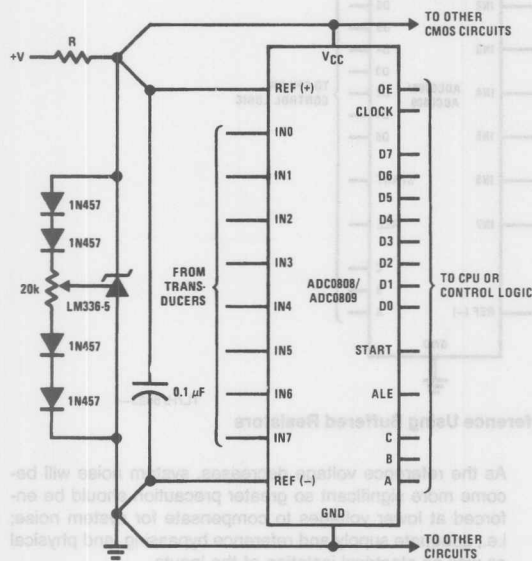 +V
R
TO OTHER
CMOS CIRCUITS
VCC
REF (+)
OE
CLOCK
IN0
IN1
IN2
IN3
IN4
IN5
IN6
IN7
D7
D6
D5
D4
D3
D2
D1
D0
1N457
1N457
20k
LM336-5
1N457
1N457
0.1 µF
FROM
TRANS-
DUCERS
ADC0808/
ADC0809
TO CPU OR
CONTROL LOGIC
START
ALE
C
B
A
REF (−)
GND
TO OTHER
CIRCUITS
ference Using Buffered Resistors
As the reference voltage decreases, system noise will be-
come more significant so greater precaution should be en-
forced at lower voltages to compensate for system noise;